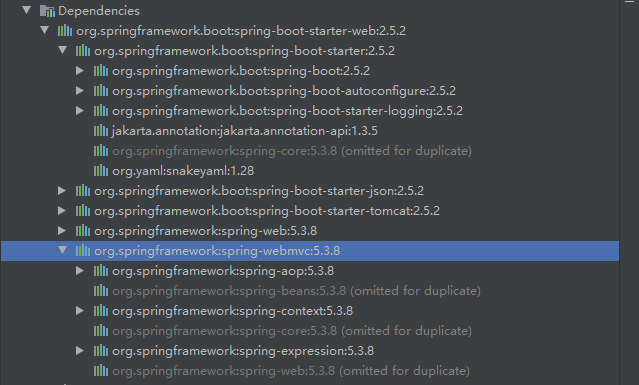 Dependencies
org.springframework.boot:spring-boot-starter-web:2.5.2
org.springframework.boot:spring-boot-starter:2.5.2
org.springframework.boot:spring-boot:2.5.2
org.springframework.boot:spring-boot-autoconfigure:2.5.2
org.springframework.boot:spring-boot-starter-logging:2.5.2
jakarta.annotation:jakarta.annotation-api:1.3.5
org.springframework:spring-core:5.3.8 (omitted for duplicate)
org.yaml:snakeyaml:1.28
org.springframework.boot:spring-boot-starter-json:2.5.2
org.springframework.boot:spring-boot-starter-tomcat:2.5.2
org.springframework:spring-web:5.3.8
org.springframework:spring-webmvc:5.3.8
org.springframework:spring-aop:5.3.8
org.springframework:spring-beans:5.3.8 (omitted for duplicate)
org.springframework:spring-context:5.3.8
org.springframework:spring-core:5.3.8 (omitted for duplicate)
org.springframework:spring-expression:5.3.8
org.springframework:spring-web:5.3.8 (omitted for duplicate)